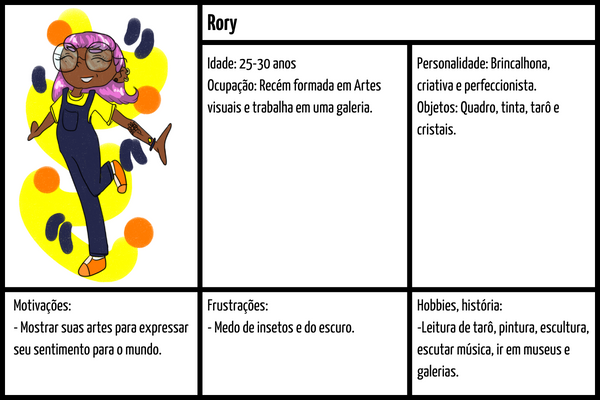 Rory
Idade: 25-30 anos
Ocupação: Recém formada em Artes
visuais e trabalha em uma galeria.
Personalidade: Brincalhona,
criativa e perfeccionista.
Objetos: Quadro, tinta, tarô e
cristais.
Motivações:
- Mostrar suas artes para expressar
seu sentimento para o mundo.
Frustrações:
- Medo de insetos e do escuro.
Hobbies, história:
-Leitura de tarô, pintura, escultura,
escutar música, ir em museus e
galerias.